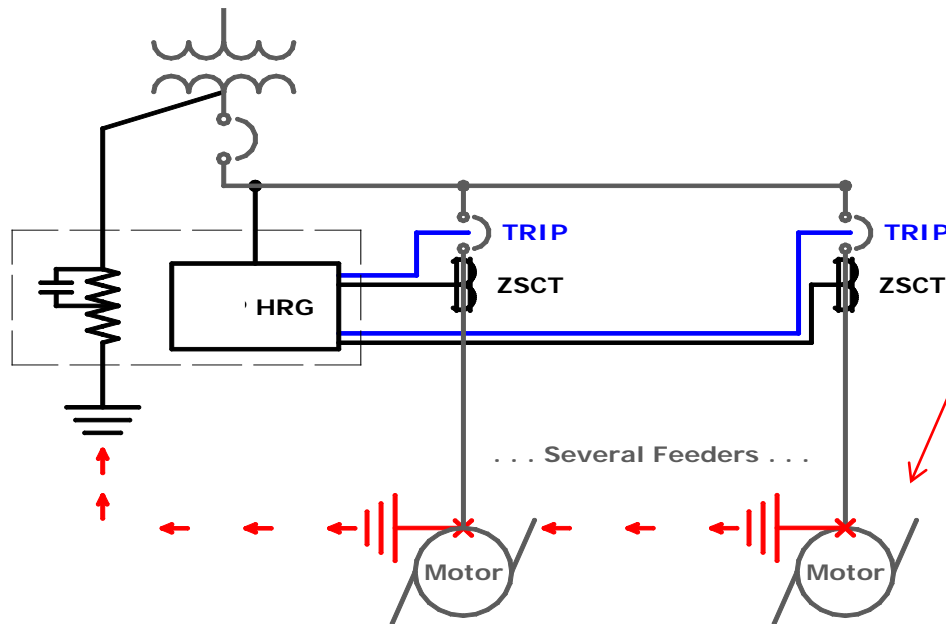 TRIP
TRIP
ZSCT
ZSCT
HRG
. . . Several Feeders . . .
Motor
Motor